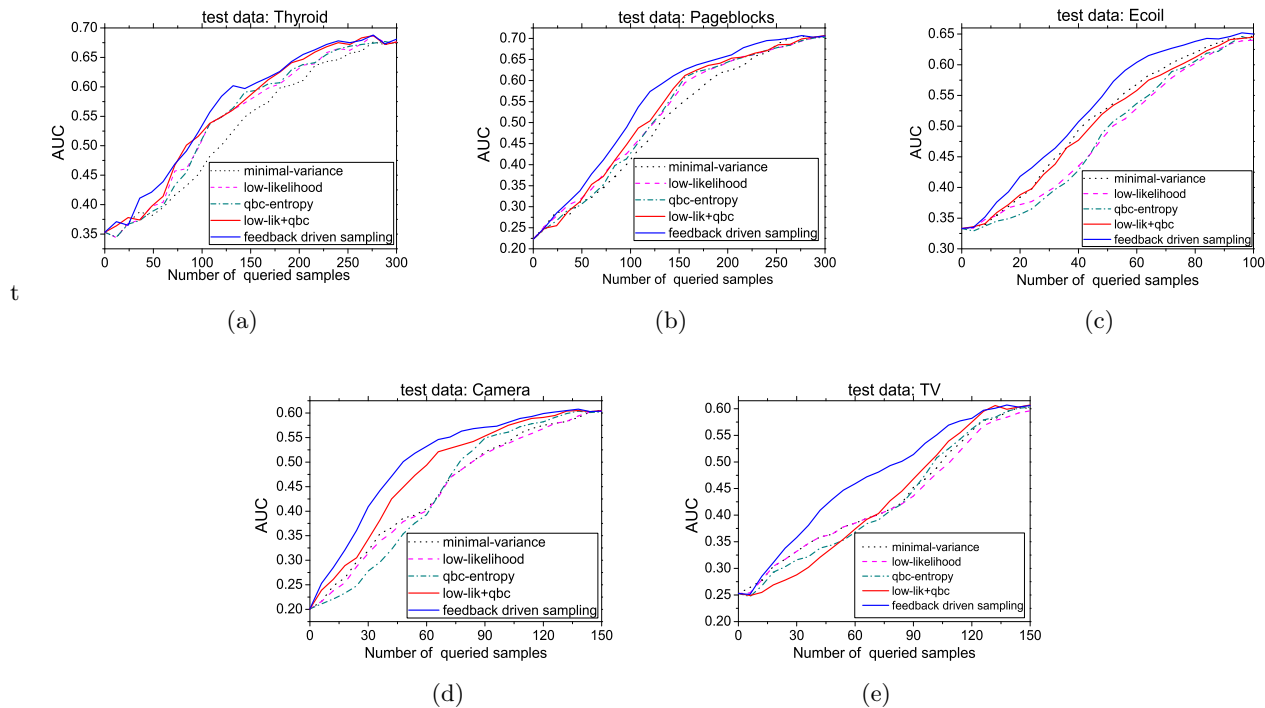 test data: Thyroid
0.70
0.65
0.60
0.55
0.50
0.45
0.40
0.35
AUC
minimal-variance
low-likelihood
qbc-entropy
low-lik+qbc
feedback driven sampling
0 50 100 150 200 250 300
Number of queried samples
(a)
test data: Pageblocks
0.70
0.65
0.60
0.55
0.50
0.45
0.40
0.35
0.30
0.25
0.20
AUC
minimal-variance
low-likelihood
qbc-entropy
low-lik+qbc
feedback driven sampling
0 50 100 150 200 250 300
Number of queried samples
(b)
test data: Ecoil
0.65
0.60
0.55
0.50
0.45
0.40
0.35
0.30
AUC
minimal-variance
low-likelihood
qbc-entropy
low-lik+qbc
feedback driven sampling
0 20 40 60 80 100
Number of queried samples
(c)
t
test data: Camera
0.60
0.55
0.50
0.45
0.40
0.35
0.30
0.25
0.20
AUC
minimal-variance
low-likelihood
qbc-entropy
low-lik+qbc
feedback driven sampling
0 30 60 90 120 150
Number of queried samples
(d)
test data: TV
0.60
0.55
0.50
0.45
0.40
0.35
0.30
0.25
0.20
AUC
minimal-variance
low-likelihood
qbc-entropy
low-lik+qbc
feedback driven sampling
0 30 60 90 120 150
Number of queried samples
(e)